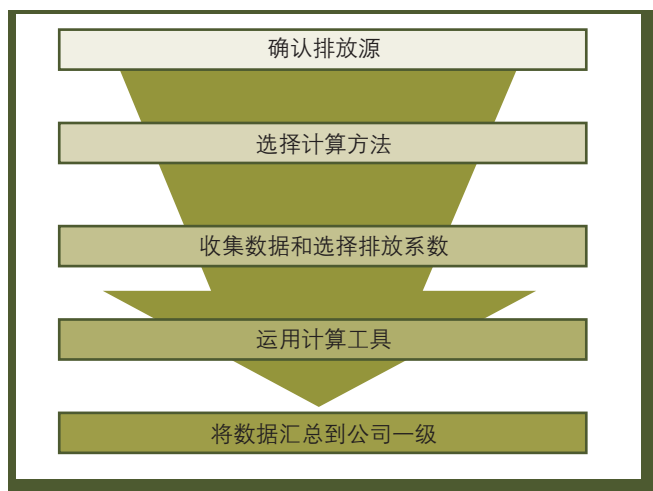 确认排放源
选择计算方法
收集数据和选择排放系数
运用计算工具
将数据汇总到公司一级